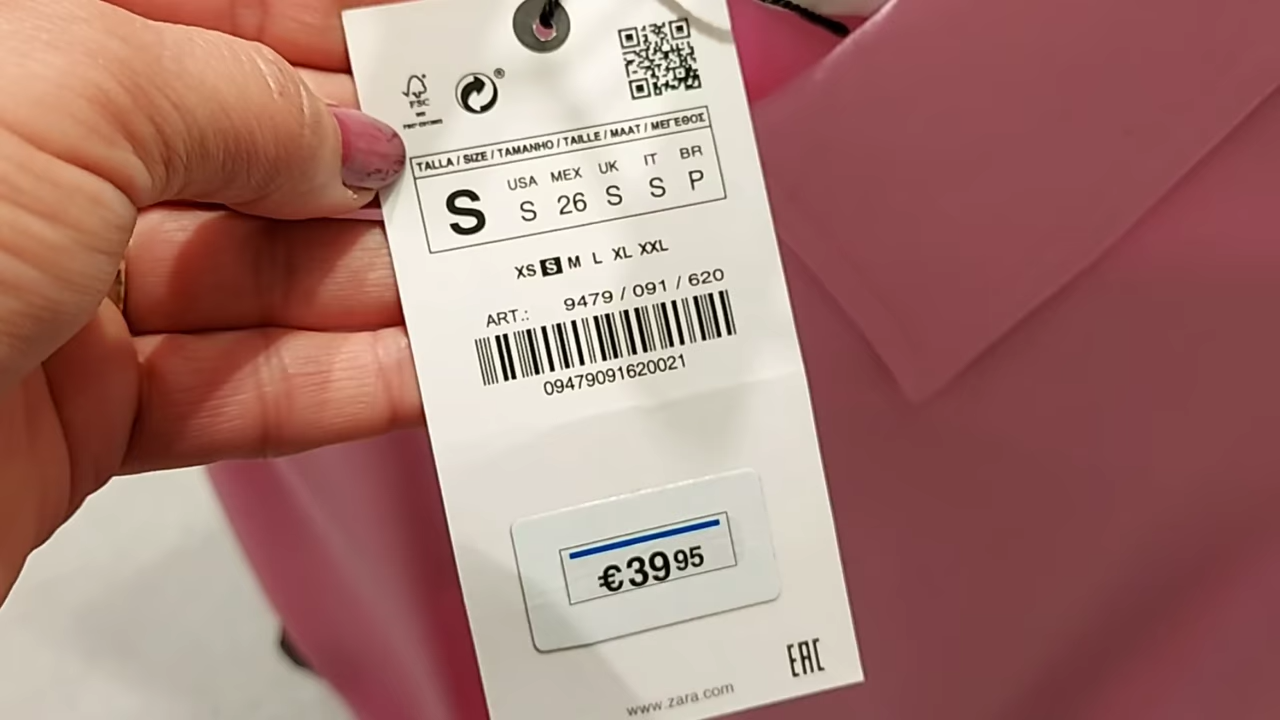 FSC
®
TALLA / SIZE / TAMANHO / TAILLE / MAAT / ΜΕΓΕΘΟΣ
S
USA MEX UK IT BR
S 26 S S P
XS S M L XL XXL
ART.: 9479 / 091 / 620
09479091620021
€39 95
EAC
www.zara.com